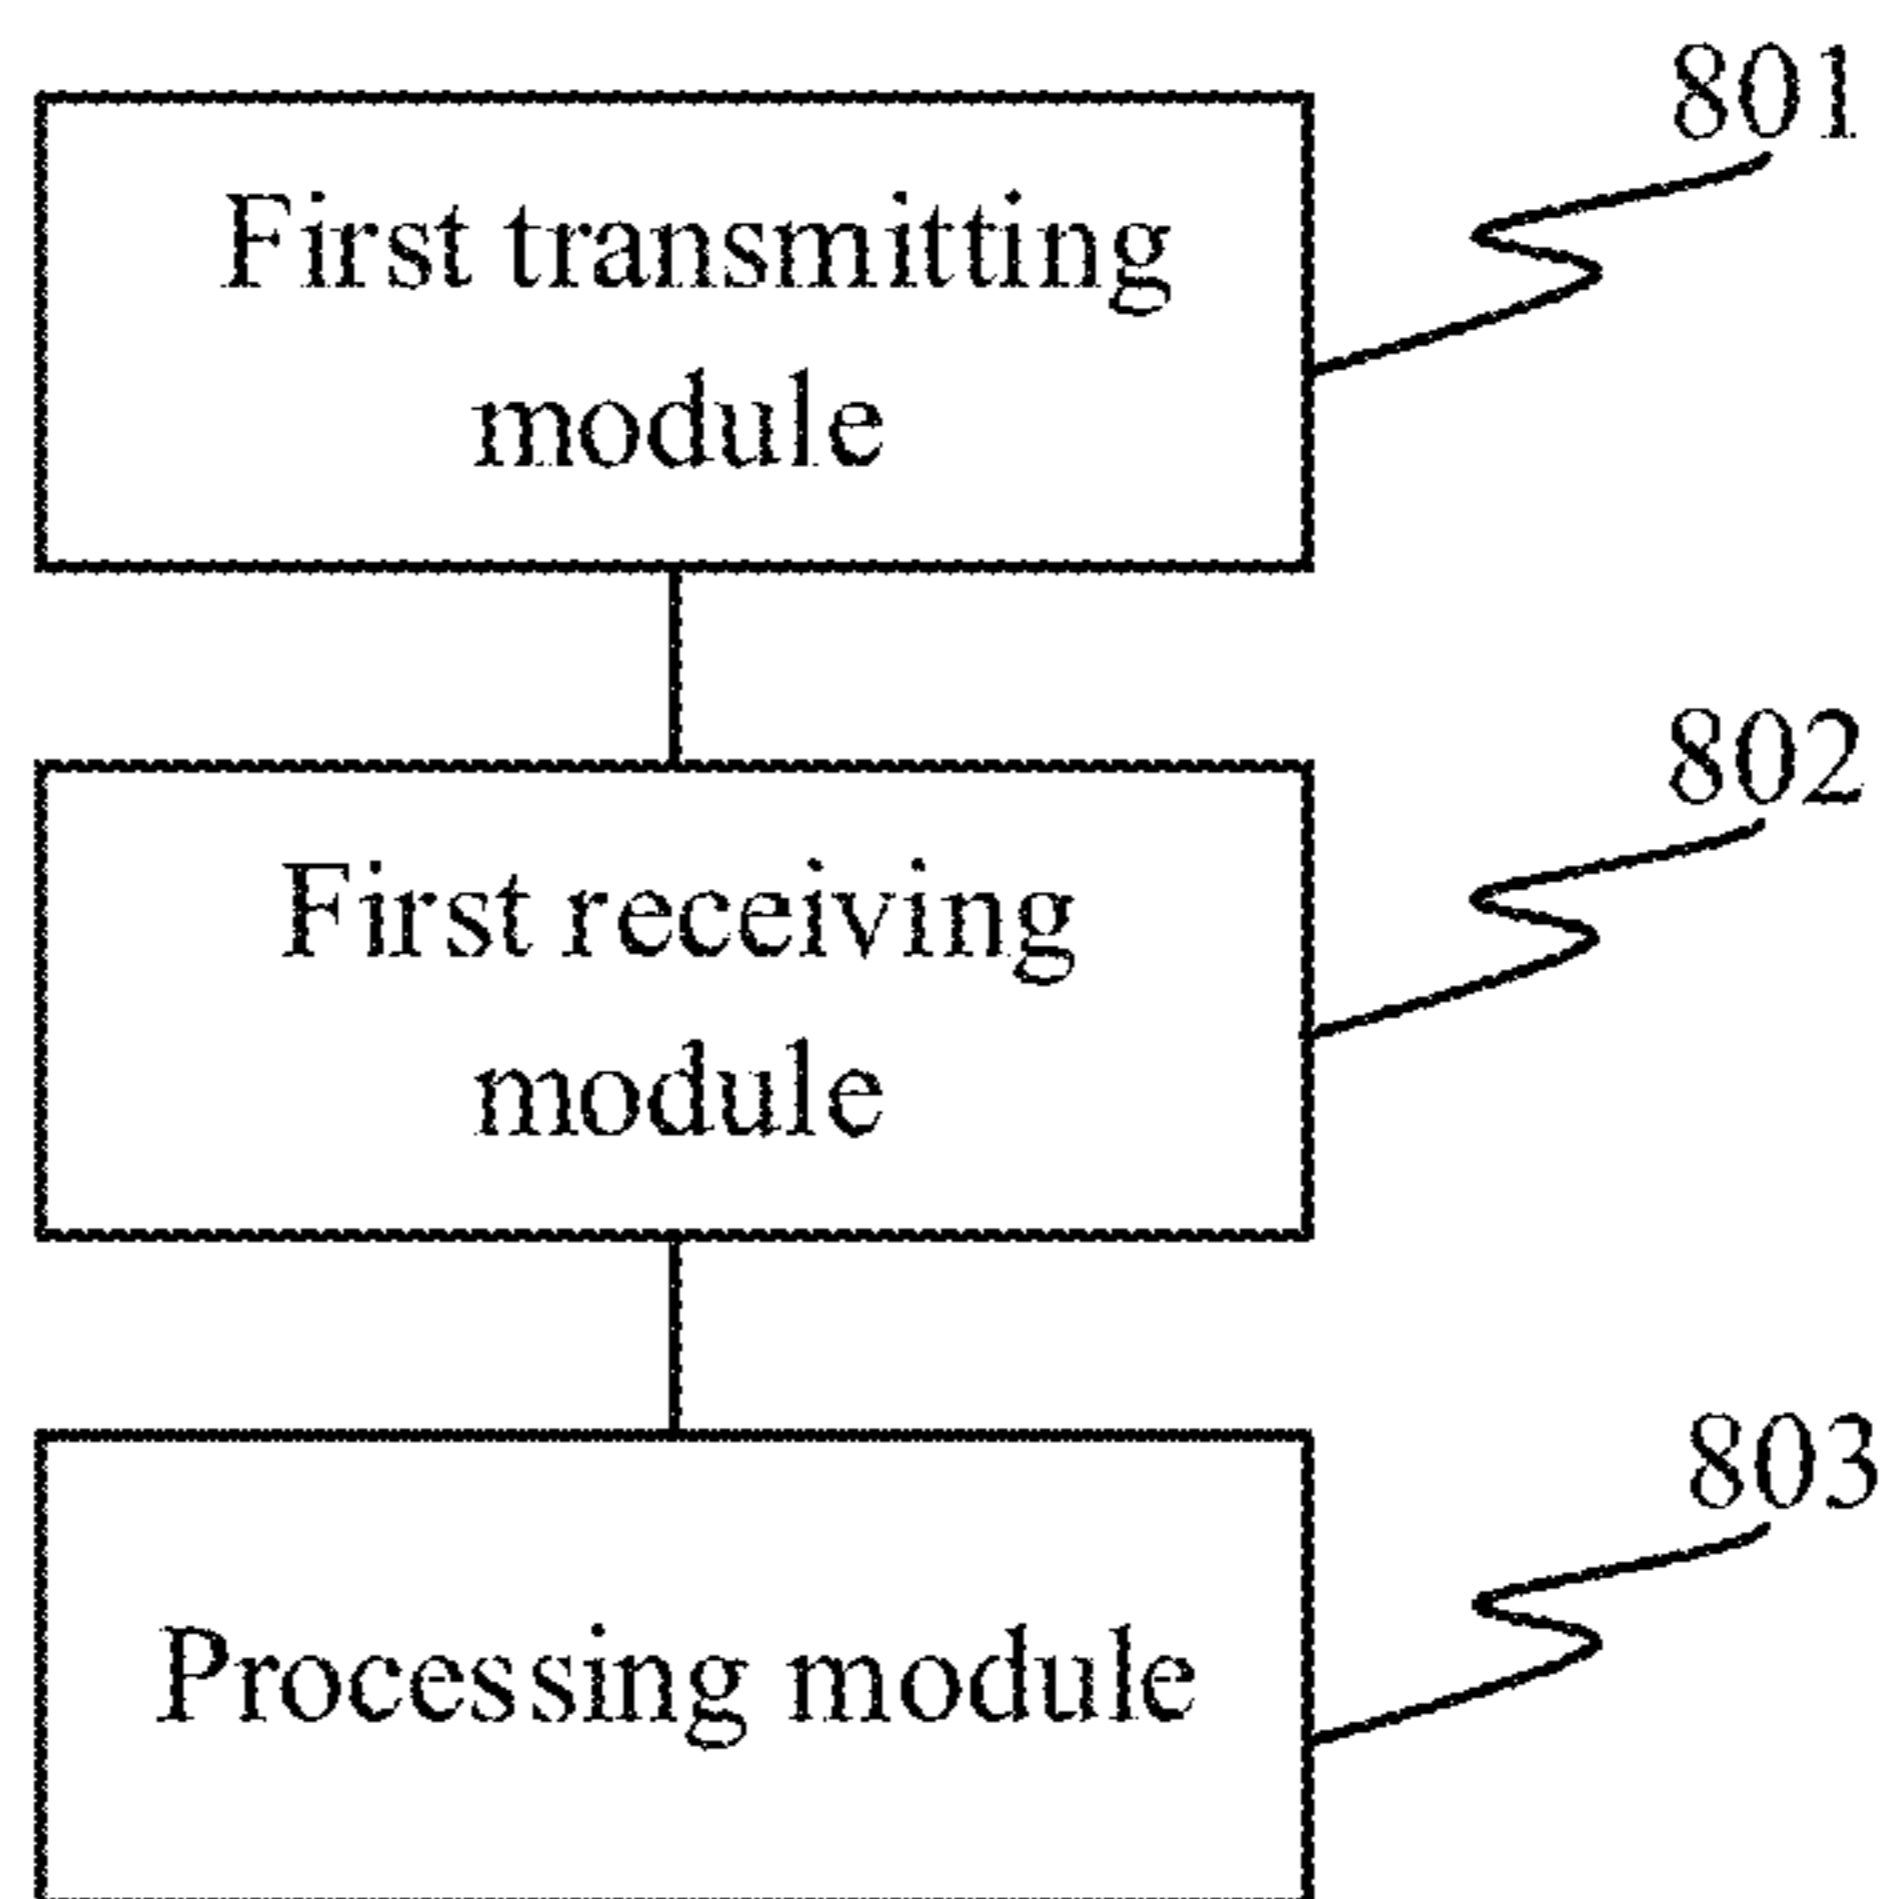 801
First transmitting
module
802
First receiving
module
803
Processing module